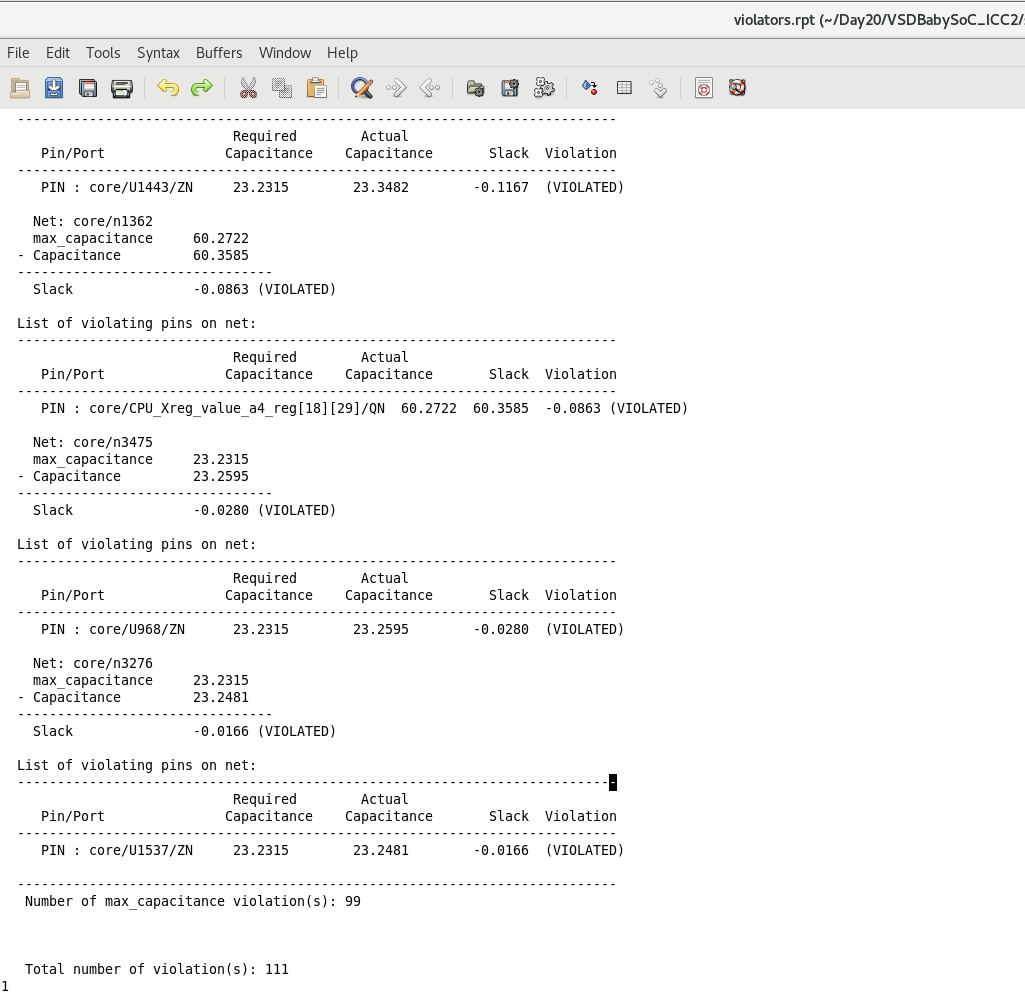 violators.rpt (~/Day20/VSDBabySoC_ICC2/
File Edit Tools Syntax Buffers Window Help
---------------------------------------------------------------------------
Required Actual
Pin/Port Capacitance Capacitance Slack Violation
---------------------------------------------------------------------------
PIN : core/U1443/ZN 23.2315 23.3482 -0.1167 (VIOLATED)
Net: core/n1362
max_capacitance 60.2722
- Capacitance 60.3585
--------------------------------
Slack -0.0863 (VIOLATED)
List of violating pins on net:
---------------------------------------------------------------------------
Required Actual
Pin/Port Capacitance Capacitance Slack Violation
---------------------------------------------------------------------------
PIN : core/CPU_Xreg_value_a4_reg[18][29]/QN 60.2722 60.3585 -0.0863 (VIOLATED)
Net: core/n3475
max_capacitance 23.2315
- Capacitance 23.2595
--------------------------------
Slack -0.0280 (VIOLATED)
List of violating pins on net:
---------------------------------------------------------------------------
Required Actual
Pin/Port Capacitance Capacitance Slack Violation
---------------------------------------------------------------------------
PIN : core/U968/ZN 23.2315 23.2595 -0.0280 (VIOLATED)
Net: core/n3276
max_capacitance 23.2315
- Capacitance 23.2481
--------------------------------
Slack -0.0166 (VIOLATED)
List of violating pins on net:
---------------------------------------------------------------------------
Required Actual
Pin/Port Capacitance Capacitance Slack Violation
---------------------------------------------------------------------------
PIN : core/U1537/ZN 23.2315 23.2481 -0.0166 (VIOLATED)
---------------------------------------------------------------------------
Number of max_capacitance violation(s): 99
Total number of violation(s): 111
1